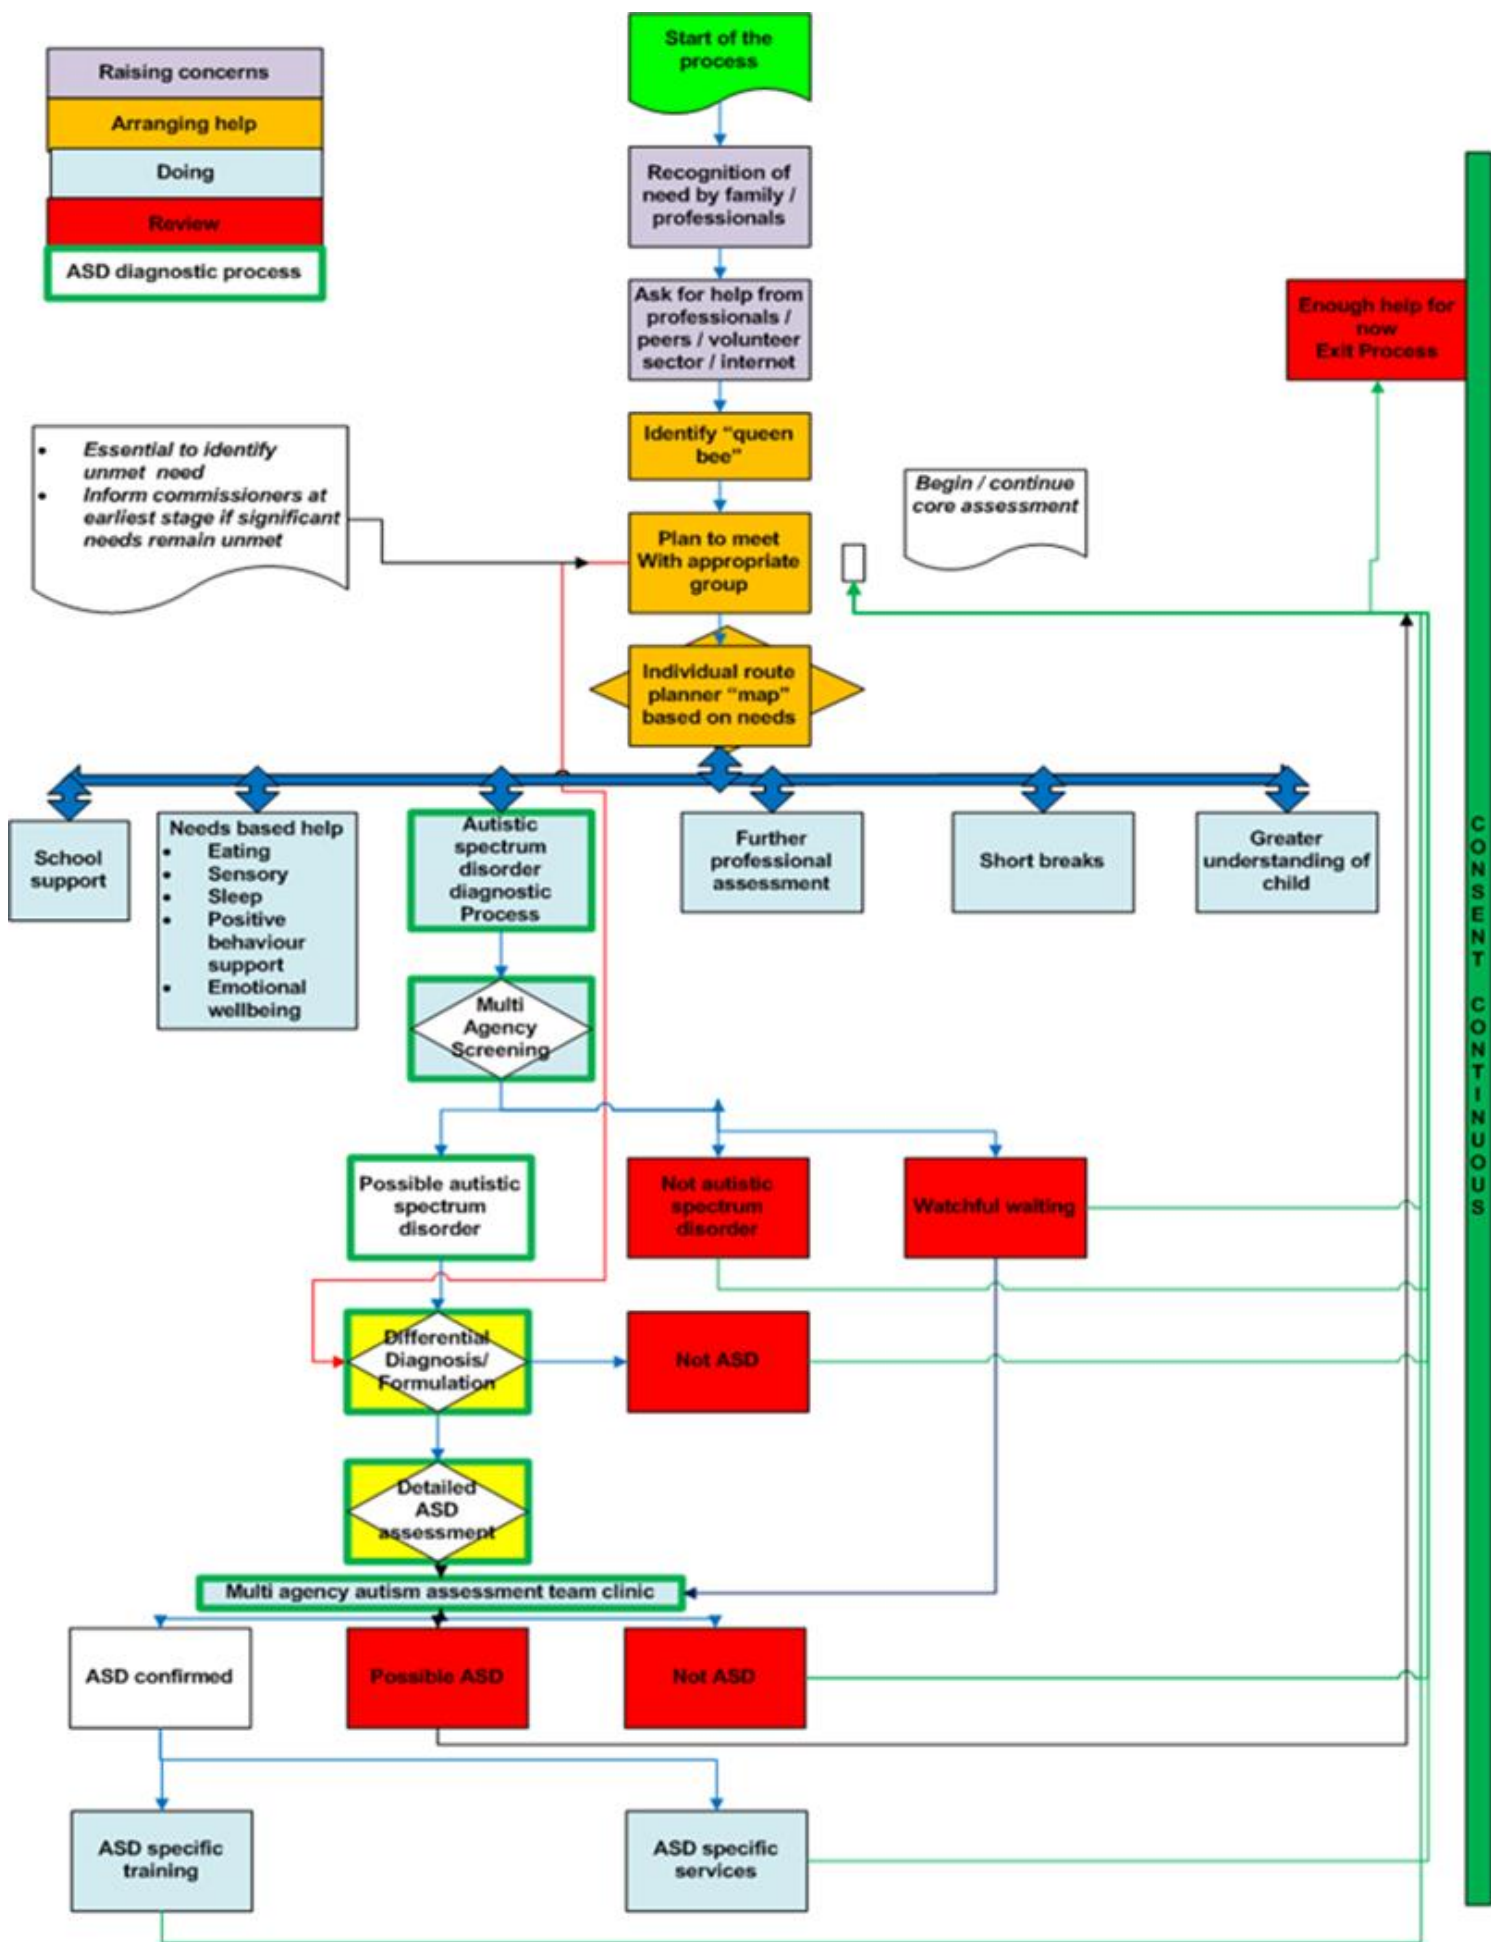 Start of the
process
Raising concerns
Arranging help
Doing
Review
ASD diagnostic process
Recognition of
need by family /
professionals
Ask for help from
professionals /
peers / volunteer
sector / internet
Enough help for
now
Exit Process
Identify “queen
bee”
• Essential to identify
unmet need
• Inform commissioners at
earliest stage if significant
needs remain unmet
Begin / continue
core assessment
Plan to meet
With appropriate
group
Individual route
planner “map”
based on needs
School
support
Needs based help
• Eating
• Sensory
• Sleep
• Positive
behaviour
support
• Emotional
wellbeing
Autistic
spectrum
disorder
diagnostic
Process
Further
professional
assessment
Short breaks
Greater
understanding of
child
CONSENT CONTINUOUS
Multi
Agency
Screening
Possible autistic
spectrum
disorder
Not autistic
spectrum
disorder
Watchful waiting
Differential
Diagnosis/
Formulation
Not ASD
Detailed
ASD
assessment
Multi agency autism assessment team clinic
ASD confirmed
Possible ASD
Not ASD
ASD specific
training
ASD specific
services